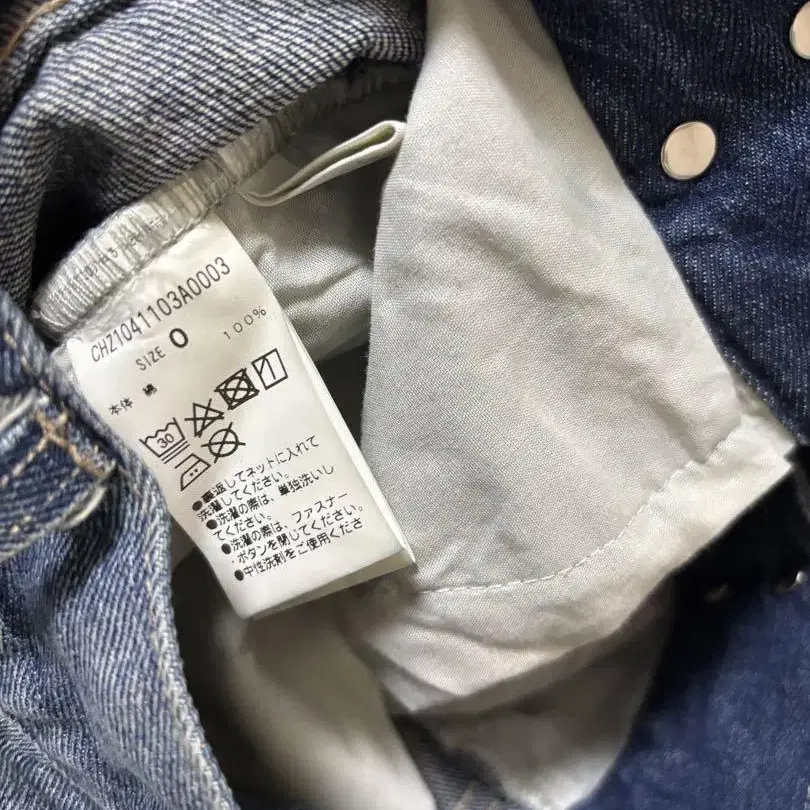 CHZ1041103A0003
SIZE 0
本体 綿 100%
30
●裏返してネットに入れて
洗濯してください。
●洗濯の際は、単独洗いし
てください。
●洗濯の際は、ファスナー
・ボタンを閉じてください。
●中性洗剤をご使用くださ